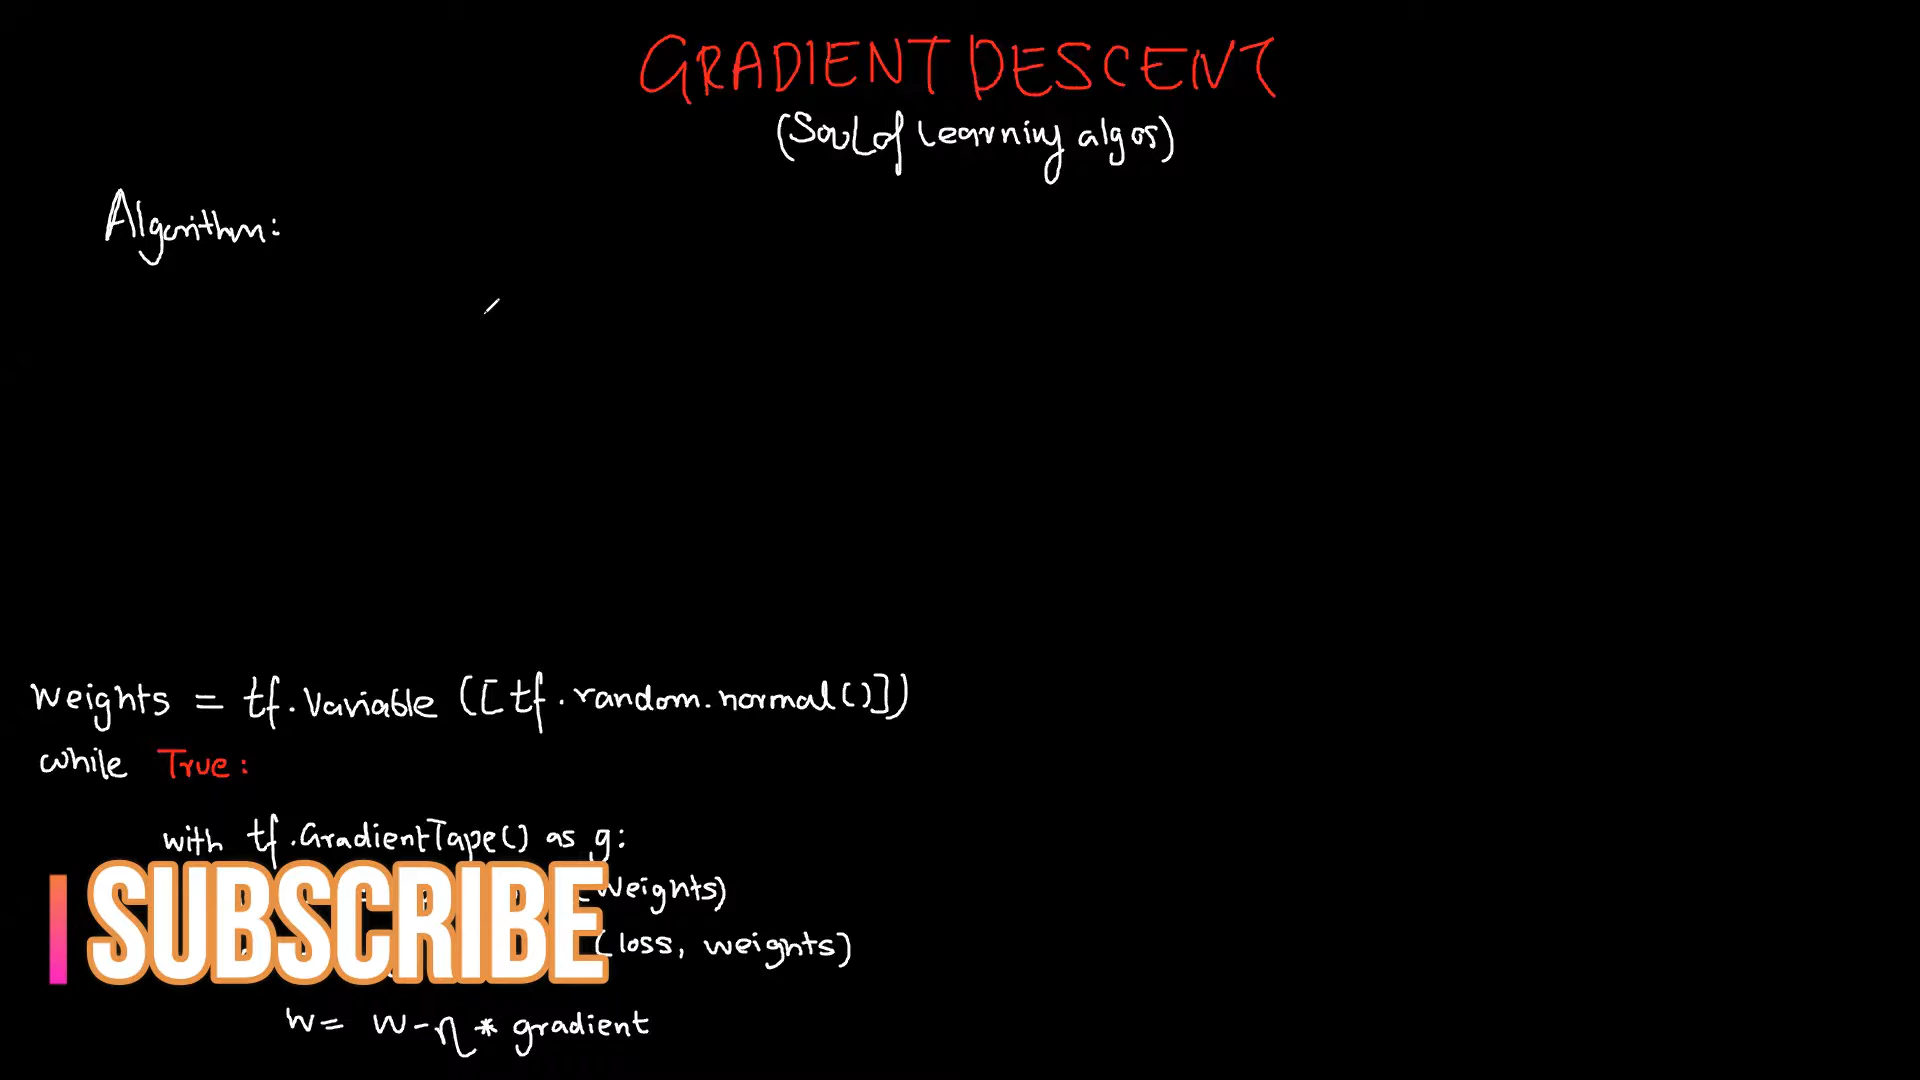 GRADIENT DESCENT
(Soul of Learning algos)
Algorithm:
Weights = tf.Variable ([tf.random.normal()])
while True:
with tf.GradientTape() as g:
(Weights)
SUBSCRIBE
(loss, weights)
W = W - η * gradient